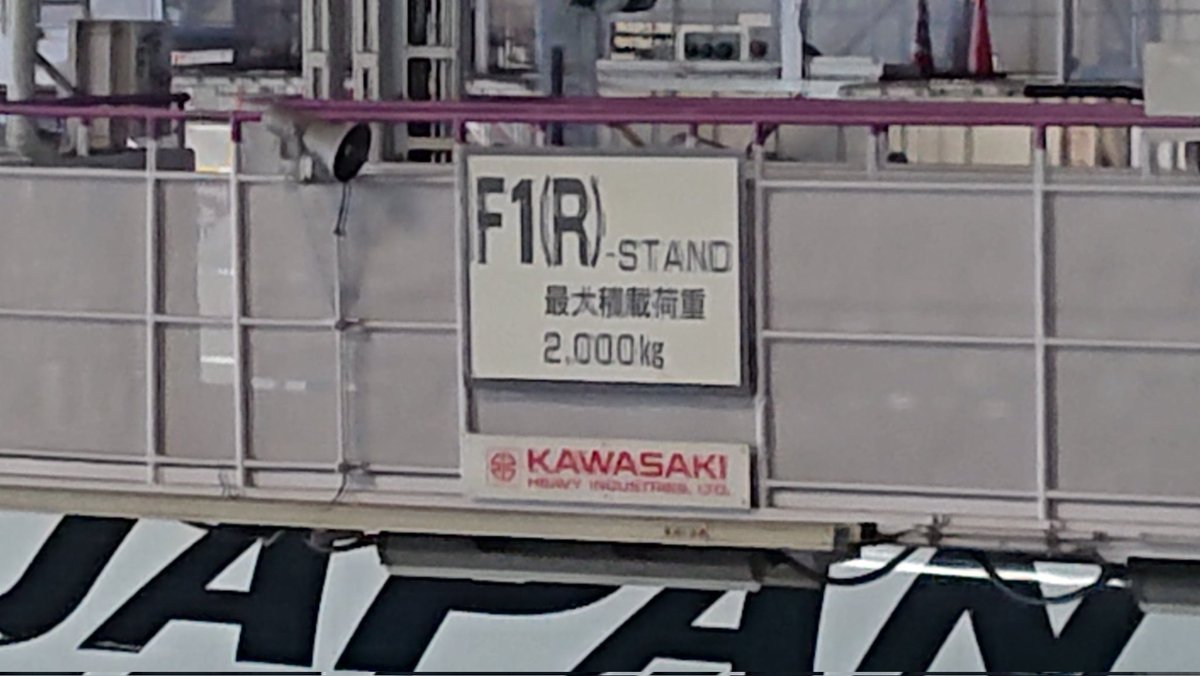 F1(R)-STAND
最大積載荷重
2,000kg
KAWASAKI
HEAVY INDUSTRIES, LTD.
JAPAN